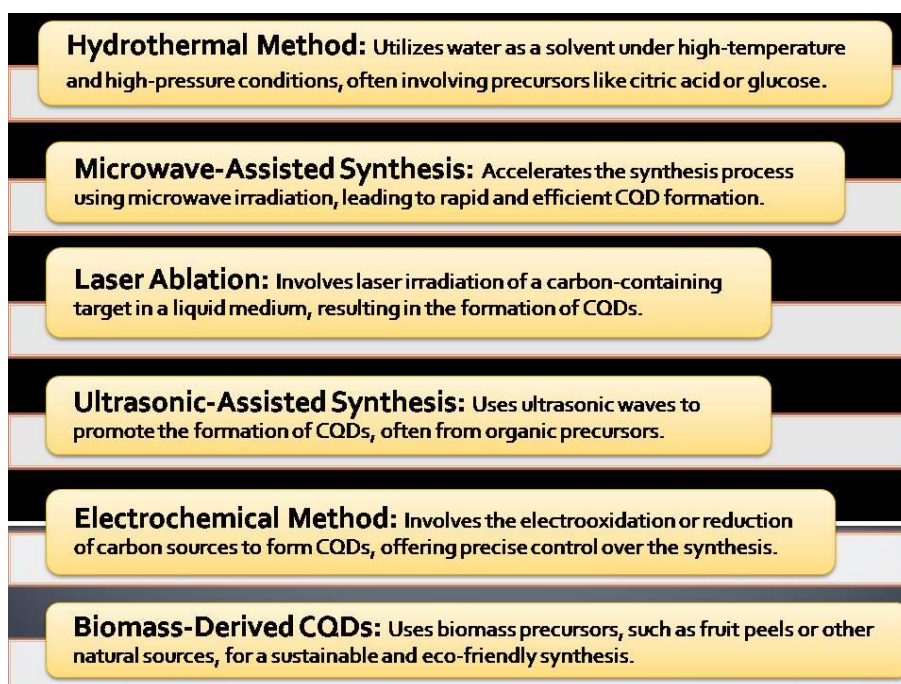 Hydrothermal Method: Utilizes water as a solvent under high-temperature
and high-pressure conditions, often involving precursors like citric acid or glucose.
Microwave-Assisted Synthesis: Accelerates the synthesis process
using microwave irradiation, leading to rapid and efficient CQD formation.
Laser Ablation: Involves laser irradiation of a carbon-containing
target in a liquid medium, resulting in the formation of CQDs.
Ultrasonic-Assisted Synthesis: Uses ultrasonic waves to
promote the formation of CQDs, often from organic precursors.
Electrochemical Method: Involves the electrooxidation or reduction
of carbon sources to form CQDs, offering precise control over the synthesis.
Biomass-Derived CQDs: Uses biomass precursors, such as fruit peels or other
natural sources, for a sustainable and eco-friendly synthesis.